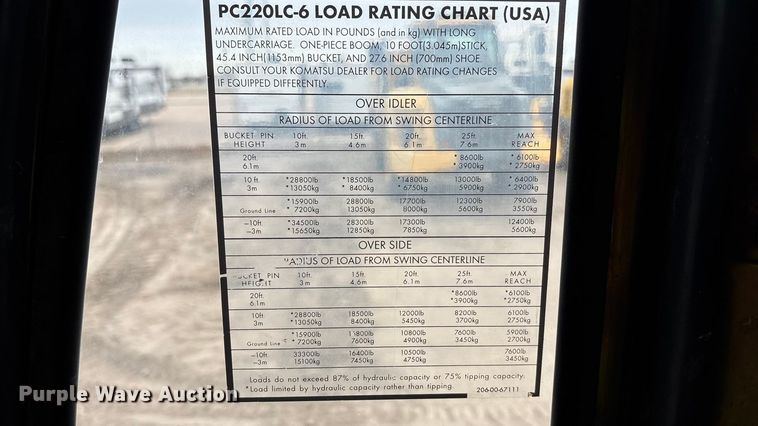 PC220LC-6 LOAD RATING CHART (USA)
MAXIMUM RATED LOAD IN POUNDS (and in kg) WITH LONG
UNDERCARRIAGE. ONE-PIECE BOOM, 10 FOOT(3.045m)STICK,
45.4 INCH(1153mm) BUCKET, AND 27.6 INCH (700mm) SHOE.
CONSULT YOUR KOMATSU DEALER FOR LOAD RATING CHANGES
IF EQUIPPED DIFFERENTLY.
OVER IDLER
RADIUS OF LOAD FROM SWING CENTERLINE
BUCKET PIN 10ft. 15ft. 20ft. 25ft. MAX
HEIGHT 3m 4.6m 6.1m 7.6m REACH
20ft. *8600lb *6100lb
6.1m *3900kg *2750kg
10ft. *28800lb *18500lb *14800lb 13000lb *6400lb
3m *13050kg *8400kg *6750kg 5900kg *2900kg
*15900lb 28800lb 17700lb 12300lb 7900lb
Ground Line *7200kg 13050kg 8000kg 5600kg 3550kg
-10ft *34500lb 28300lb 17300lb 12400lb
-3m *15650kg 12850kg 7850kg 5600kg
OVER SIDE
RADIUS OF LOAD FROM SWING CENTERLINE
BUCKET PIN 10ft. 15ft. 20ft. 25ft. MAX
HEIGHT 3m 4.6m 6.1m 7.6m REACH
20ft. *8600lb *6100lb
6.1m *3900kg *2750kg
10ft *28800lb 18500lb 12000lb 8200lb 6100lb
3m *13050kg 8400kg 5450kg 3700kg 2750kg
*15900lb 16800lb 10800lb 7600lb 5900lb
Ground Line *7200kg 7600kg 4900kg 3450kg 2700kg
-10ft 33300lb 16400lb 10500lb 7600lb
-3m 15100kg 7450kg 4750kg 3450kg
Loads do not exceed 87% of hydraulic capacity or 75% tipping capacity.
*Load limited by hydraulic capacity rather than tipping. 206-00-67111
Purple Wave Auction